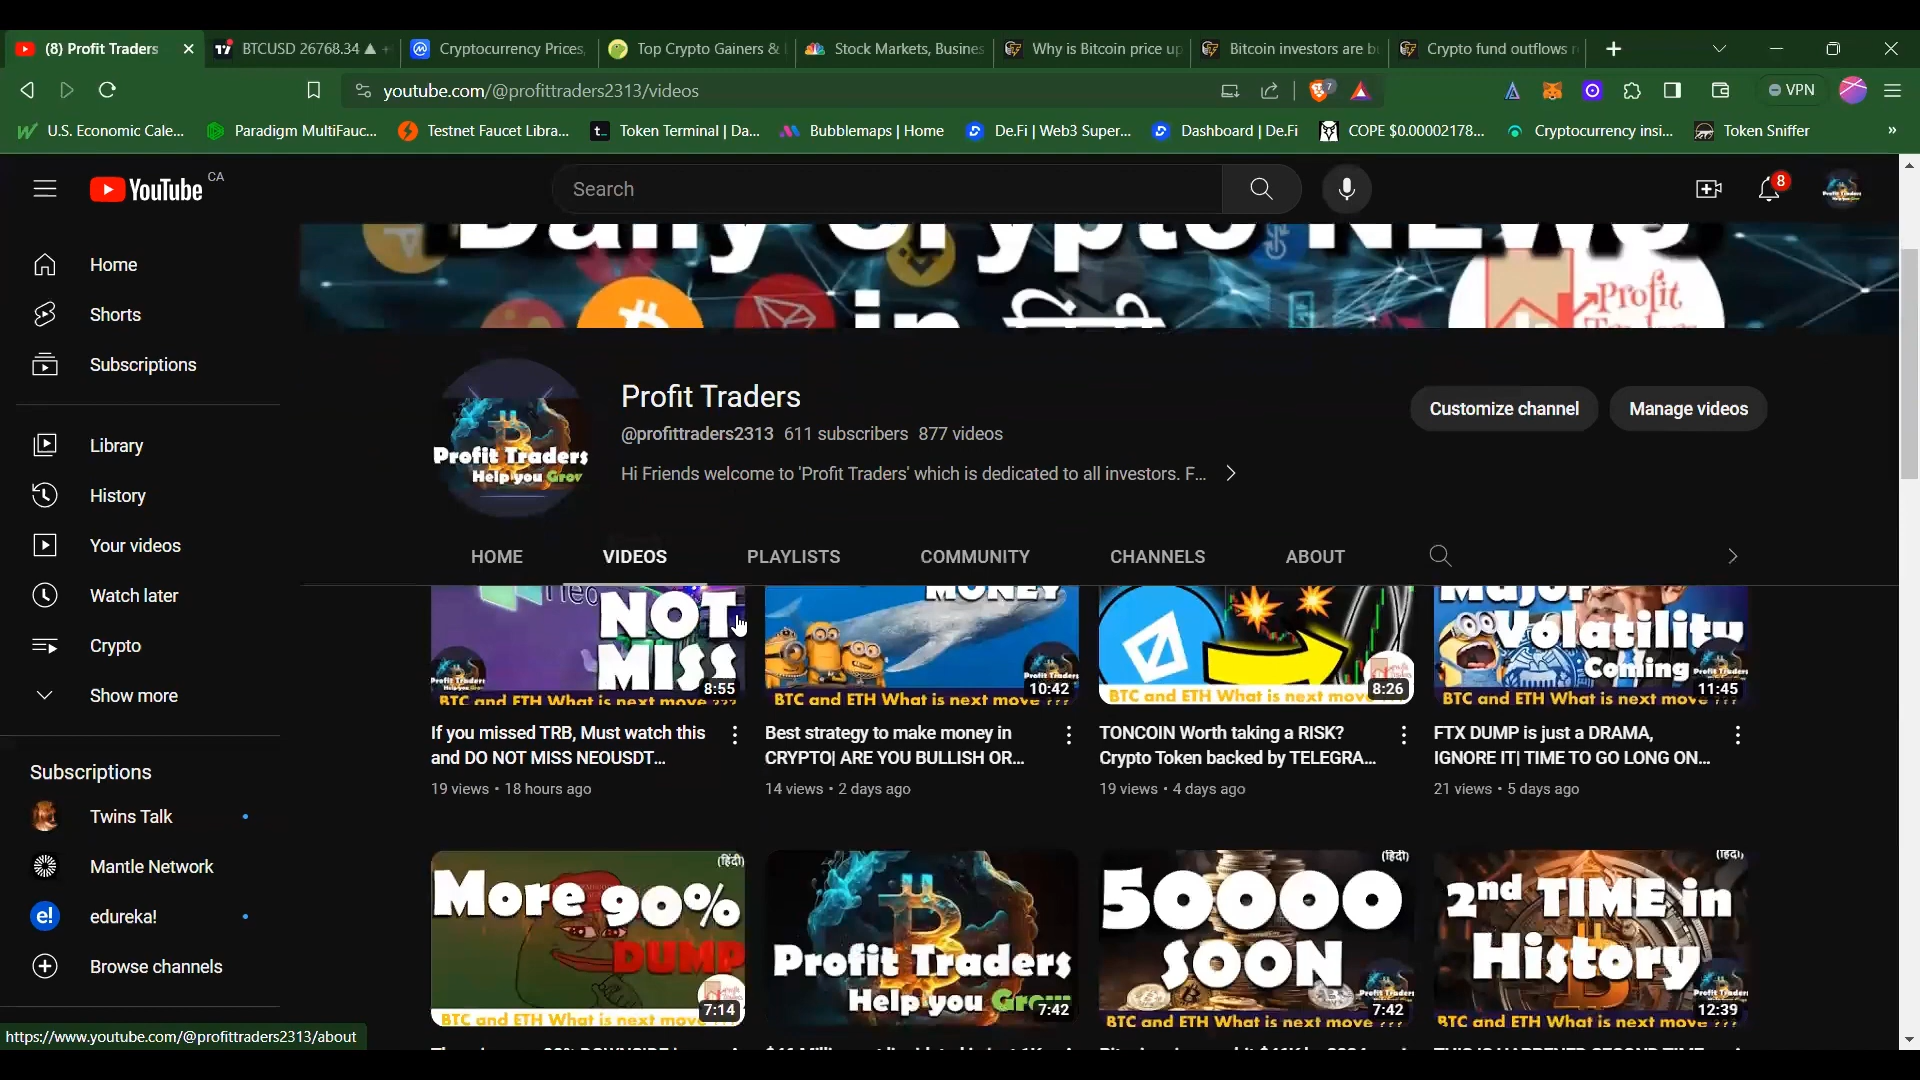 (8) Profit Traders
BTCUSD 26768.34 ▲ +
Cryptocurrency Prices,
Top Crypto Gainers &
Stock Markets, Busines
Why is Bitcoin price up
Bitcoin investors are b
Crypto fund outflows r
youtube.com/@profittraders2313/videos
7
VPN
U.S. Economic Cale...
Paradigm MultiFauc...
Testnet Faucet Libra...
Token Terminal | Da...
Bubblemaps | Home
De.Fi | Web3 Super...
Dashboard | De.Fi
COPE $0.00002178...
Cryptocurrency insi...
Token Sniffer
»
YouTube CA
Search
8
Home
Shorts
Subscriptions
Library
History
Your videos
Watch later
Crypto
Show more
Subscriptions
Twins Talk
Mantle Network
edureka!
Browse channels
Daily Crypto NEWS
in
Profit
Profit Traders
Help you Grow
Profit Traders
@profittraders2313 611 subscribers 877 videos
Hi Friends welcome to 'Profit Traders' which is dedicated to all investors. F...
Customize channel
Manage videos
HOME
VIDEOS
PLAYLISTS
COMMUNITY
CHANNELS
ABOUT
neo
NOT
MISS
8:55
BTC and ETH What is next move ???
If you missed TRB, Must watch this
and DO NOT MISS NEOUSDT...
19 views • 18 hours ago
MONEY
10:42
BTC and ETH What is next move ???
Best strategy to make money in
CRYPTO| ARE YOU BULLISH OR...
14 views • 2 days ago
8:26
BTC and ETH What is next move ???
TONCOIN Worth taking a RISK?
Crypto Token backed by TELEGRA...
19 views • 4 days ago
Major
Volatility
Coming
11:45
BTC and ETH What is next move ???
FTX DUMP is just a DRAMA,
IGNORE IT| TIME TO GO LONG ON...
21 views • 5 days ago
(हिंदी)
More 90%
DUMP
7:14
BTC and ETH What is next move ???
Profit Traders
Help you Grow
7:42
(हिंदी)
50000
SOON
7:42
BTC and ETH What is next move ???
(हिंदी)
2nd TIME in
History
12:39
BTC and ETH What is next move ???
https://www.youtube.com/@profittraders2313/about